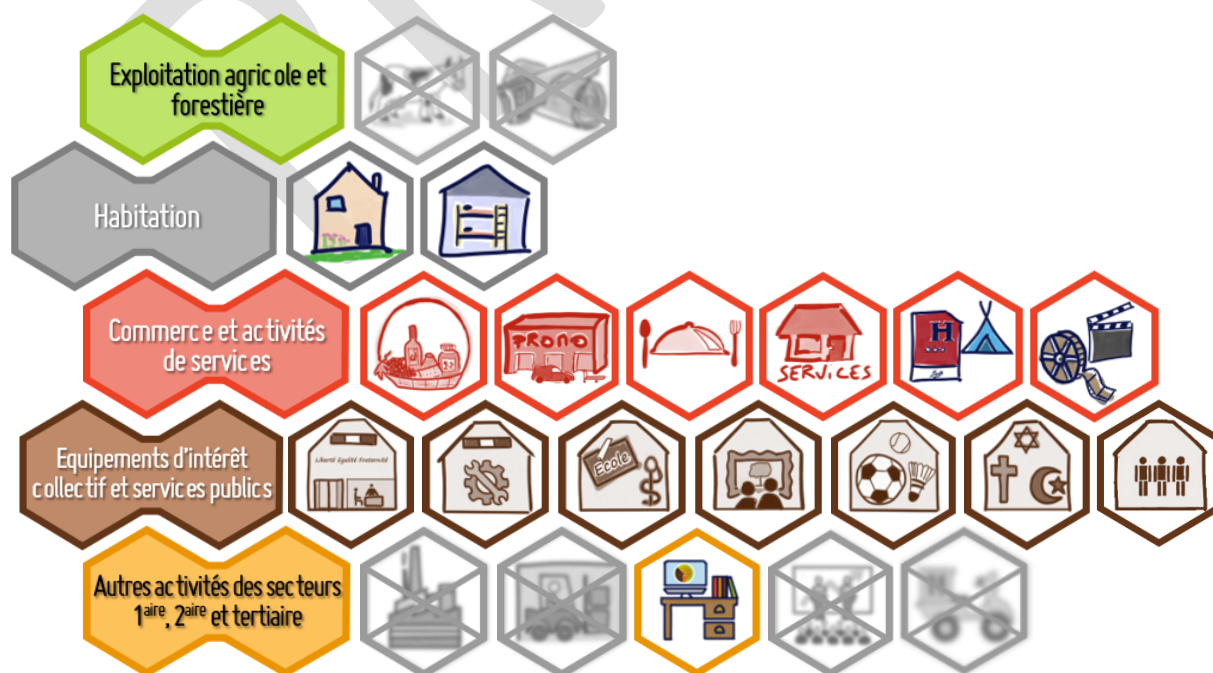 Exploitation agricole et
forestière
Habitation
Commerce et activités
de services
PROMO
SERVICES
H
Equipements d'intérêt
collectif et services publics
Liberté Egalité Fraternité
Ecole
Autres activités des secteurs
1aire, 2aire et tertiaire